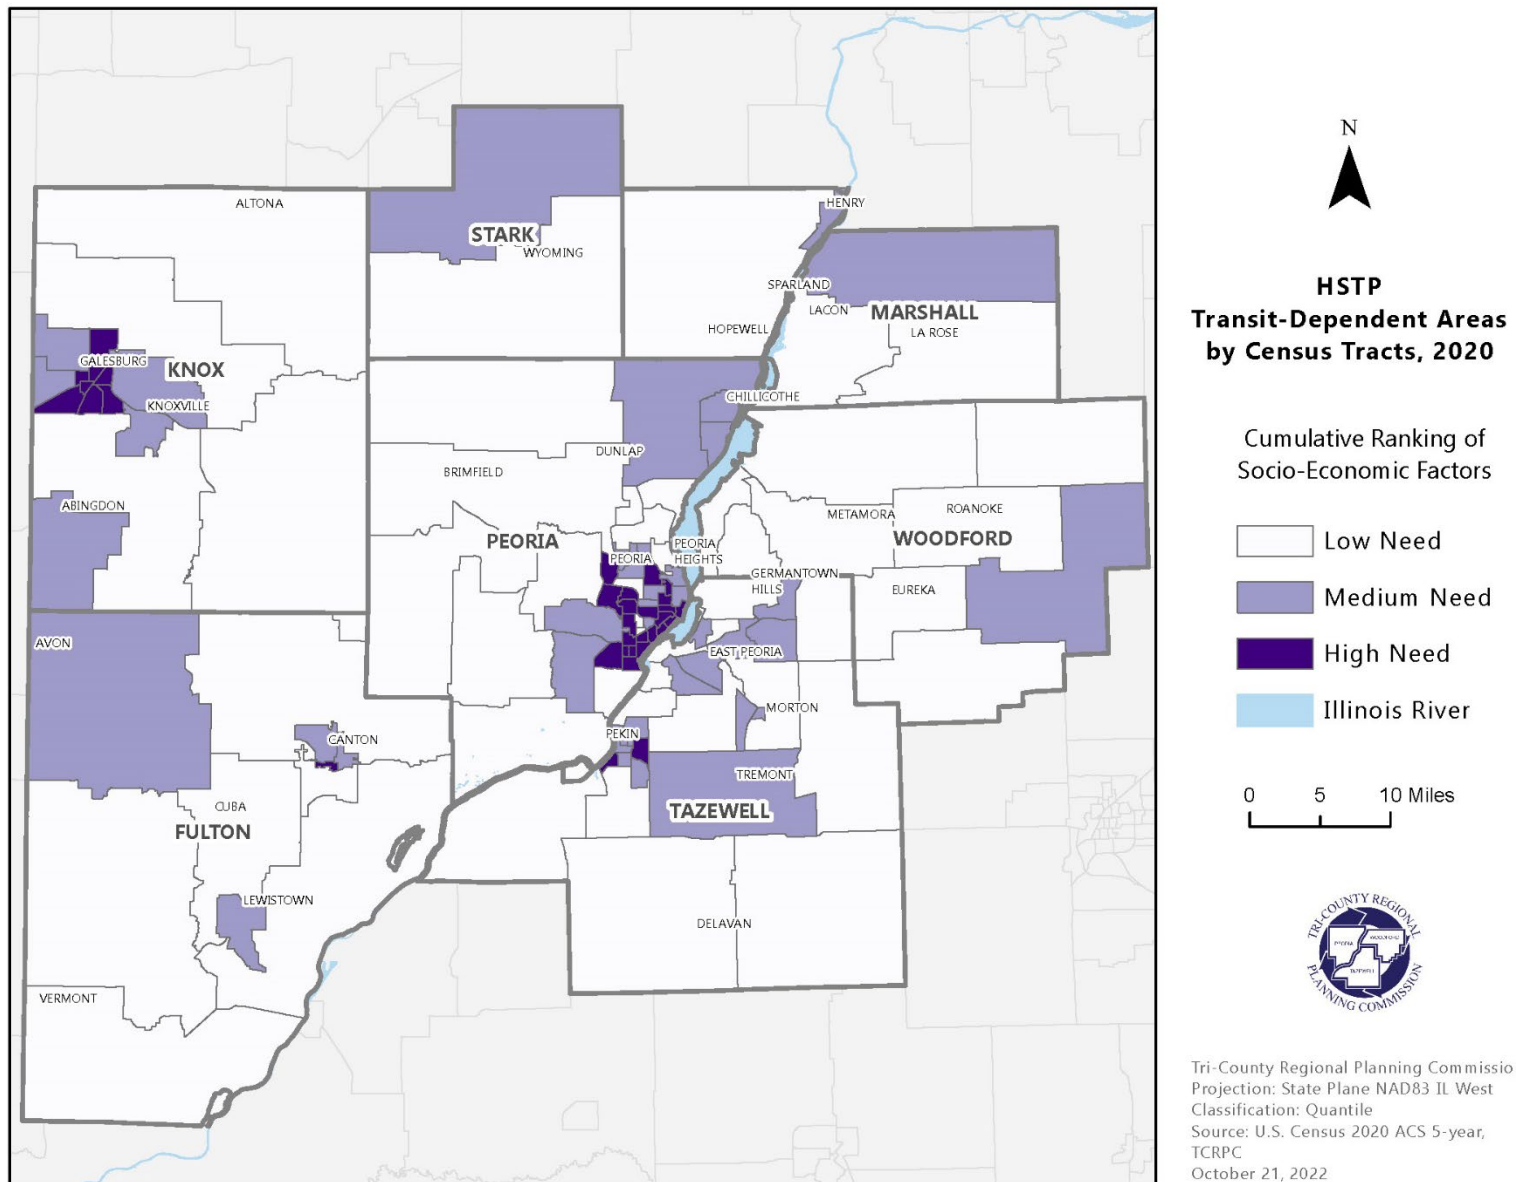 ALTONA
HENRY
STARK
WYOMING
SPARLAND
LACON
MARSHALL
HOPEWELL
LA ROSE
GALESBURG
KNOX
KNOXVILLE
CHILLICOTHE
DUNLAP
BRIMFIELD
ABINGDON
METAMORA
ROANOKE
PEORIA
WOODFORD
PEORIA
HEIGHTS
PEORIA
GERMANTOWN
HILLS
EUREKA
AVON
EAST PEORIA
MORTON
PEKIN
CANTON
TREMONT
CUBA
TAZEWELL
FULTON
LEWISTOWN
DELAVAN
VERMONT
N
HSTP
Transit-Dependent Areas
by Census Tracts, 2020
Cumulative Ranking of
Socio-Economic Factors
Low Need
Medium Need
High Need
Illinois River
0 5 10 Miles
TRI-COUNTY REGIONAL
PEORIA
WOODFORD
TAZEWELL
PLANNING COMMISSION
Tri-County Regional Planning Commissio
Projection: State Plane NAD83 IL West
Classification: Quantile
Source: U.S. Census 2020 ACS 5-year,
TCRPC
October 21, 2022